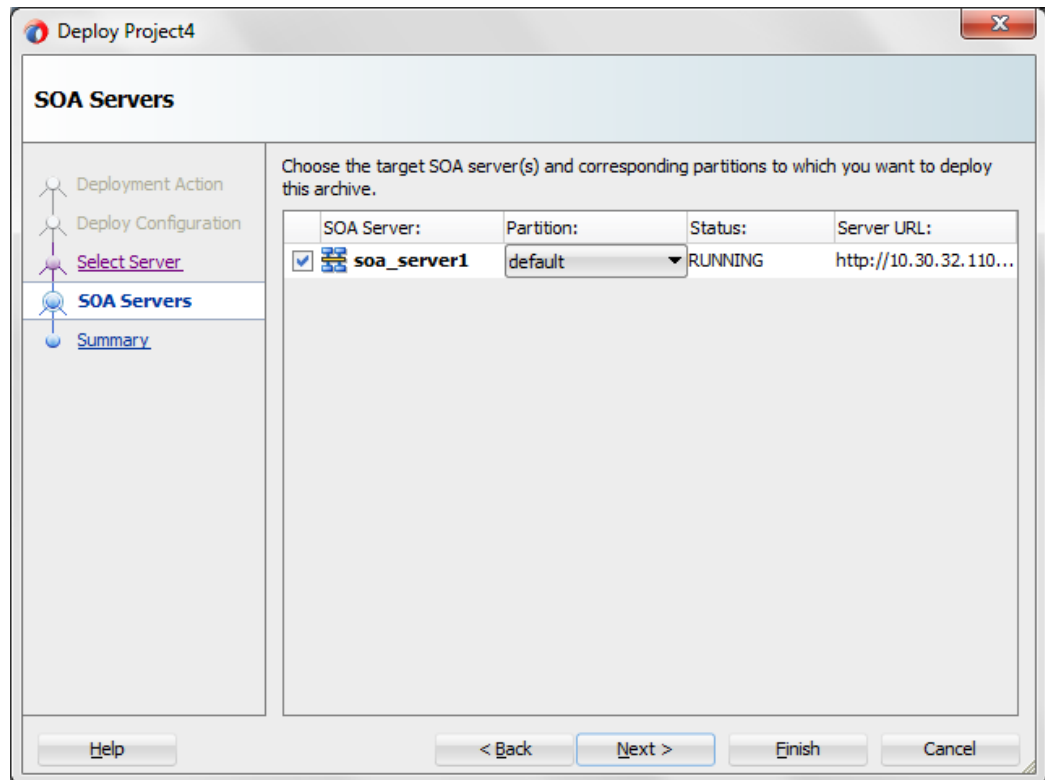 Deploy Project4
SOA Servers
Deployment Action
Deploy Configuration
Select Server
SOA Servers
Summary
Choose the target SOA server(s) and corresponding partitions to which you want to deploy
this archive.
SOA Server: Partition: Status: Server URL:
soa_server1 default RUNNING http://10.30.32.110...
Help < Back Next > Finish Cancel